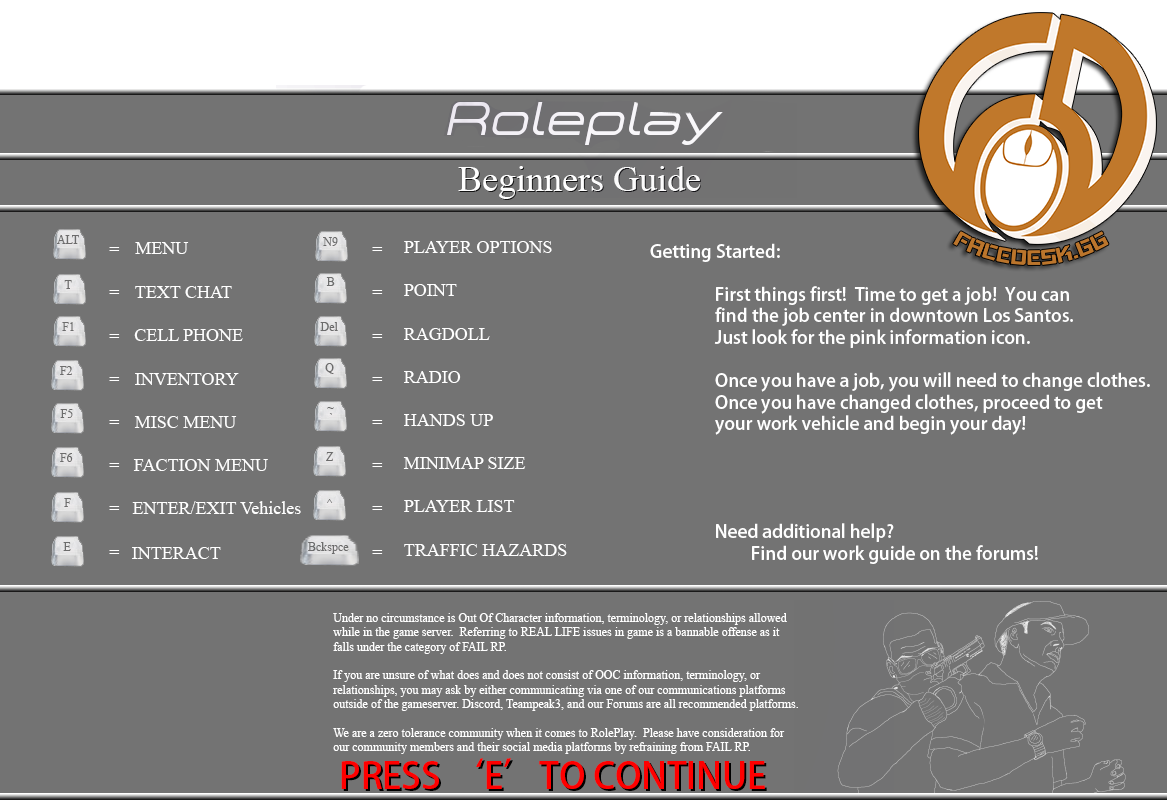 Roleplay
Beginners Guide
FACEDESK.GG
ALT = MENU
T = TEXT CHAT
F1 = CELL PHONE
F2 = INVENTORY
F5 = MISC MENU
F6 = FACTION MENU
F = ENTER/EXIT Vehicles
E = INTERACT
N9 = PLAYER OPTIONS
B = POINT
Del = RAGDOLL
Q = RADIO
~ = HANDS UP
Z = MINIMAP SIZE
^ = PLAYER LIST
Bckspce = TRAFFIC HAZARDS
Getting Started:
First things first! Time to get a job! You can
find the job center in downtown Los Santos.
Just look for the pink information icon.
Once you have a job, you will need to change clothes.
Once you have changed clothes, proceed to get
your work vehicle and begin your day!
Need additional help?
Find our work guide on the forums!
Under no circumstance is Out Of Character information, terminology, or relationships allowed
while in the game server. Referring to REAL LIFE issues in game is a bannable offense as it
falls under the category of FAIL RP.
If you are unsure of what does and does not consist of OOC information, terminology, or
relationships, you may ask by either communicating via one of our communications platforms
outside of the gameserver. Discord, Teampeak3, and our Forums are all recommended platforms.
We are a zero tolerance community when it comes to RolePlay. Please have consideration for
our community members and their social media platforms by refraining from FAIL RP.
PRESS ‘E’ TO CONTINUE